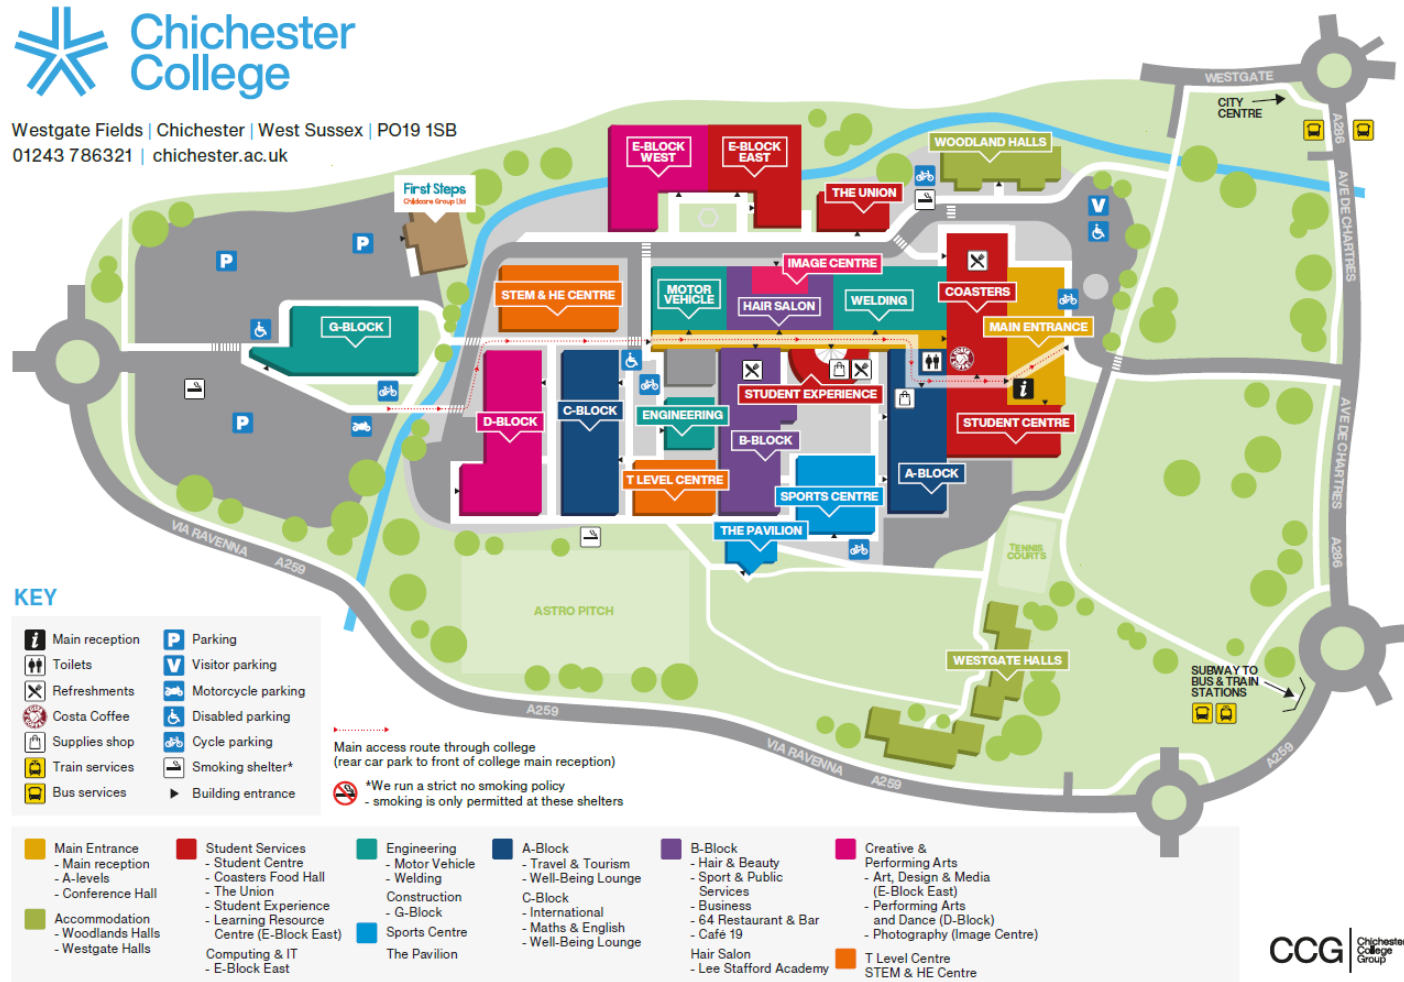 Chichester
College
Westgate Fields | Chichester | West Sussex | PO19 1SB
01243 786321 | chichester.ac.uk
WESTGATE
CITY
CENTRE
A286
AVE DE CHARTRES
WOODLAND HALLS
E-BLOCK
WEST
E-BLOCK
EAST
THE UNION
First Steps
Childcare Group Ltd
V
P
P
IMAGE CENTRE
STEM & HE CENTRE
MOTOR
VEHICLE
HAIR SALON
WELDING
COASTERS
MAIN ENTRANCE
G-BLOCK
COSTA
COFFEE
i
STUDENT EXPERIENCE
C-BLOCK
ENGINEERING
D-BLOCK
P
B-BLOCK
STUDENT CENTRE
AVE DE CHARTRES
A-BLOCK
T LEVEL CENTRE
SPORTS CENTRE
THE PAVILION
VIA RAVENNA
A259
TENNIS
COURTS
A286
ASTRO PITCH
WESTGATE HALLS
SUBWAY TO
BUS & TRAIN
STATIONS
A259
VIA RAVENNA
A259
A259
KEY
i Main reception
P Parking
Toilets
V Visitor parking
Refreshments
Motorcycle parking
Costa Coffee
Disabled parking
Supplies shop
Cycle parking
Train services
Smoking shelter*
Bus services
Building entrance
Main access route through college
(rear car park to front of college main reception)
*We run a strict no smoking policy
- smoking is only permitted at these shelters
Main Entrance
- Main reception
- A-levels
- Conference Hall
Accommodation
- Woodlands Halls
- Westgate Halls
Student Services
- Student Centre
- Coasters Food Hall
- The Union
- Student Experience
- Learning Resource
Centre (E-Block East)
Computing & IT
- E-Block East
Engineering
- Motor Vehicle
- Welding
Construction
- G-Block
Sports Centre
The Pavilion
A-Block
- Travel & Tourism
- Well-Being Lounge
C-Block
- International
- Maths & English
- Well-Being Lounge
B-Block
- Hair & Beauty
- Sport & Public
Services
- Business
- 64 Restaurant & Bar
- Café 19
Hair Salon
- Lee Stafford Academy
Creative &
Performing Arts
- Art, Design & Media
(E-Block East)
- Performing Arts
and Dance (D-Block)
- Photography (Image Centre)
T Level Centre
STEM & HE Centre
CCG
Chichester
College
Group